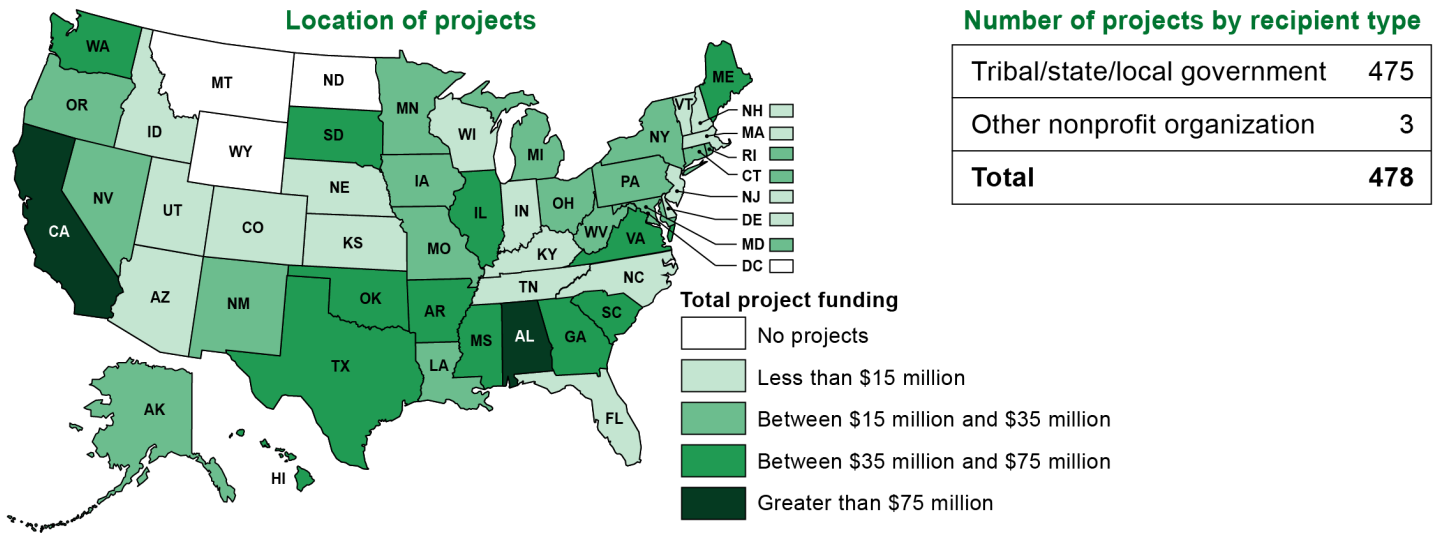 Location of projects
WA
MT
ND
MN
ME
OR
ID
SD
WI
MI
NY
VT
NH
MA
RI
CT
NJ
DE
MD
DC
WY
NE
IA
PA
NV
UT
CO
KS
MO
IL
IN
OH
WV
VA
KY
CA
AZ
NM
OK
AR
TN
NC
SC
TX
LA
MS
AL
GA
FL
AK
HI
Total project funding
No projects
Less than $15 million
Between $15 million and $35 million
Between $35 million and $75 million
Greater than $75 million
Number of projects by recipient type
Tribal/state/local government 475
Other nonprofit organization 3
Total 478